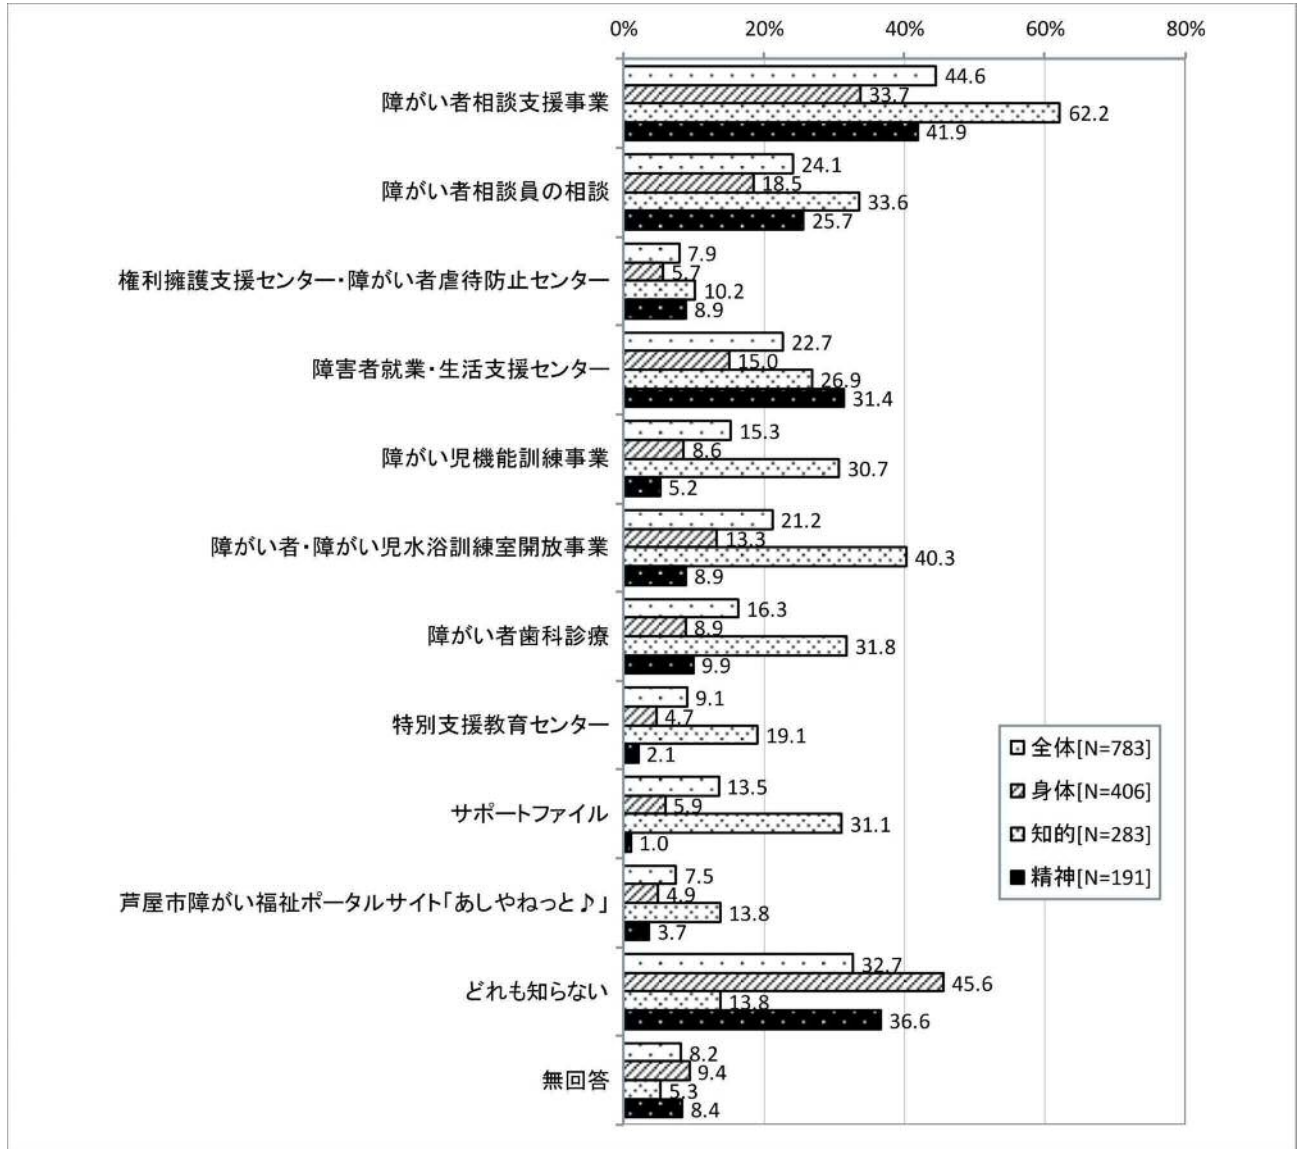 0% 20% 40% 60% 80%
障がい者相談支援事業
44.6
33.7
62.2
41.9
障がい者相談員の相談
24.1
18.5
33.6
25.7
権利擁護支援センター・障がい者虐待防止センター
7.9
5.7
10.2
8.9
障害者就業・生活支援センター
22.7
15.0
26.9
31.4
障がい児機能訓練事業
15.3
8.6
30.7
5.2
障がい者・障がい児水浴訓練室開放事業
21.2
13.3
40.3
8.9
障がい者歯科診療
16.3
8.9
31.8
9.9
特別支援教育センター
9.1
4.7
19.1
2.1
サポートファイル
13.5
5.9
31.1
1.0
芦屋市障がい福祉ポータルサイト「あしやねっと♪」
7.5
4.9
13.8
3.7
どれも知らない
32.7
45.6
13.8
36.6
無回答
8.2
9.4
5.3
8.4
全体[N=783]
身体[N=406]
知的[N=283]
精神[N=191]